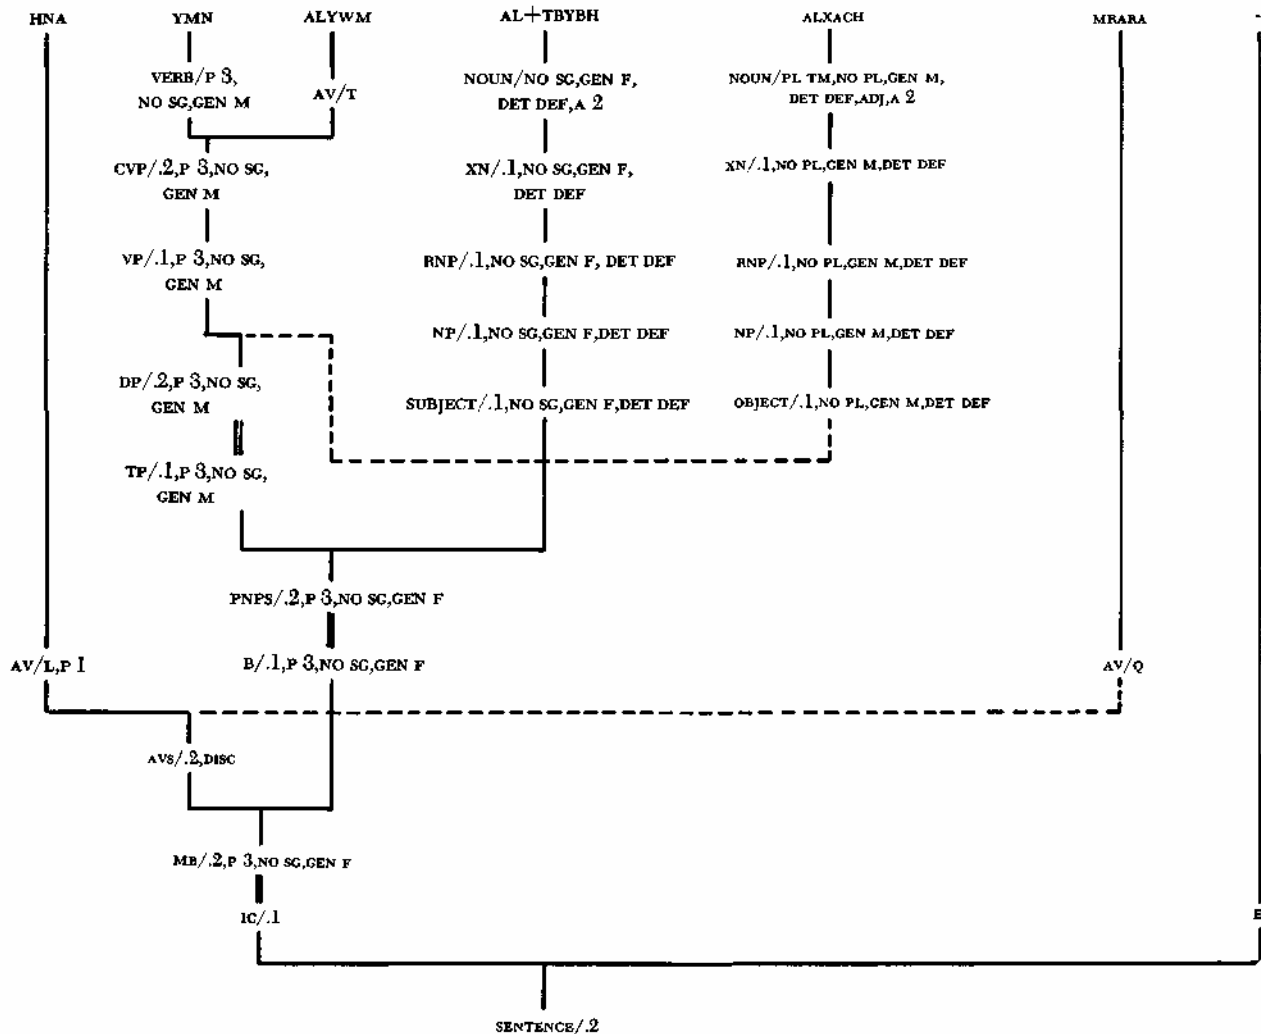 HNA YMN ALYWM AL+TBYBH ALXACH MRARA
VERB/P 3, NOUN/NO SG,GEN F, NOUN/PL TM,NO PL,GEN M,
NO SG,GEN M AV/T DET DEF,A 2 DET DEF,ADJ,A 2
CVP/.2,P 3,NO SG, XN/.1,NO SG,GEN F, XN/.1,NO PL,GEN M,DET DEF
GEN M DET DEF
VP/.1,P 3,NO SG, RNP/.1,NO SG,GEN F, DET DEF RNP/.1,NO PL,GEN M,DET DEF
GEN M
NP/.1,NO SG,GEN F,DET DEF NP/.1,NO PL,GEN M,DET DEF
DP/.2,P 3,NO SG, SUBJECT/.1,NO SG,GEN F,DET DEF OBJECT/.1,NO PL,GEN M,DET DEF
GEN M
TP/.1,P 3,NO SG,
GEN M
PNPS/.2,P 3,NO SG,GEN F
AV/L,P I B/.1,P 3,NO SG,GEN F AV/Q
AVS/.2,DISC
MB/.2,P 3,NO SG,GEN F
IC/.1
SENTENCE/.2